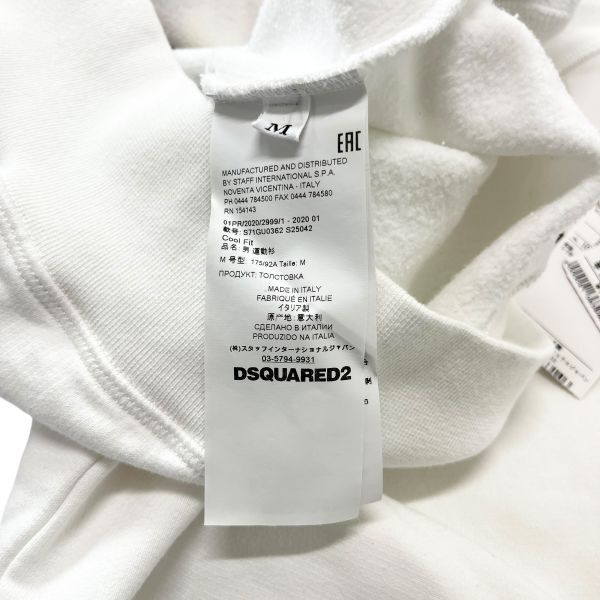 M
EAC
MANUFACTURED AND DISTRIBUTED
BY STAFF INTERNATIONAL S.P.A.
NOVENTA VICENTINA - ITALY
PH 0444 784500 FAX 0444 784580
RN 154143
01PR/2020/2999/1 - 2020 01
款号: S71GU0362 S25042
Cool Fit
品名: 男 運動衫
M 号型: 175/92A Taille: M
ПРОДУКТ: ТОЛСТОВКА
MADE IN ITALY
FABRIQUÉ EN ITALIE
イタリア製
原产地: 意大利
СДЕЛАНО В ИТАЛИИ
PRODUZIDO NA ITALIA
(株)スタッフインターナショナルジャパン
03-5794-9931
DSQUARED2